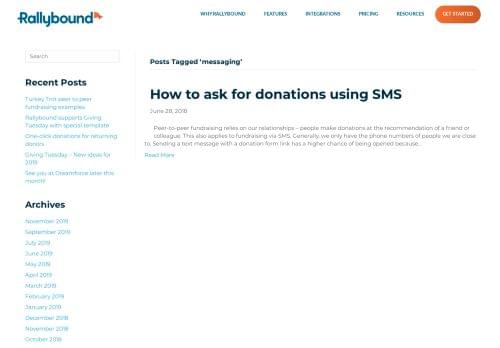 Rallybound
WHY RALLYBOUND
FEATURES
INTEGRATIONS
PRICING
RESOURCES
GET STARTED
Search
Recent Posts
Turkey Trot peer to peer
fundraising examples
Rallybound supports Giving
Tuesday with special template
One-click donations for returning
donors
Giving Tuesday – New ideas for
2019
See you at Dreamforce later this
month!
Archives
November 2019
September 2019
July 2019
June 2019
May 2019
April 2019
March 2019
February 2019
January 2019
December 2018
November 2018
October 2018
Posts Tagged ‘messaging’
How to ask for donations using SMS
June 28, 2018
Peer-to-peer fundraising relies on our relationships – people make donations at the recommendation of a friend or
colleague. This also applies to fundraising via SMS. Generally, we only have the phone numbers of people we are close
to. Sending a text message with a donation form link has a higher chance of being opened because...
Read More